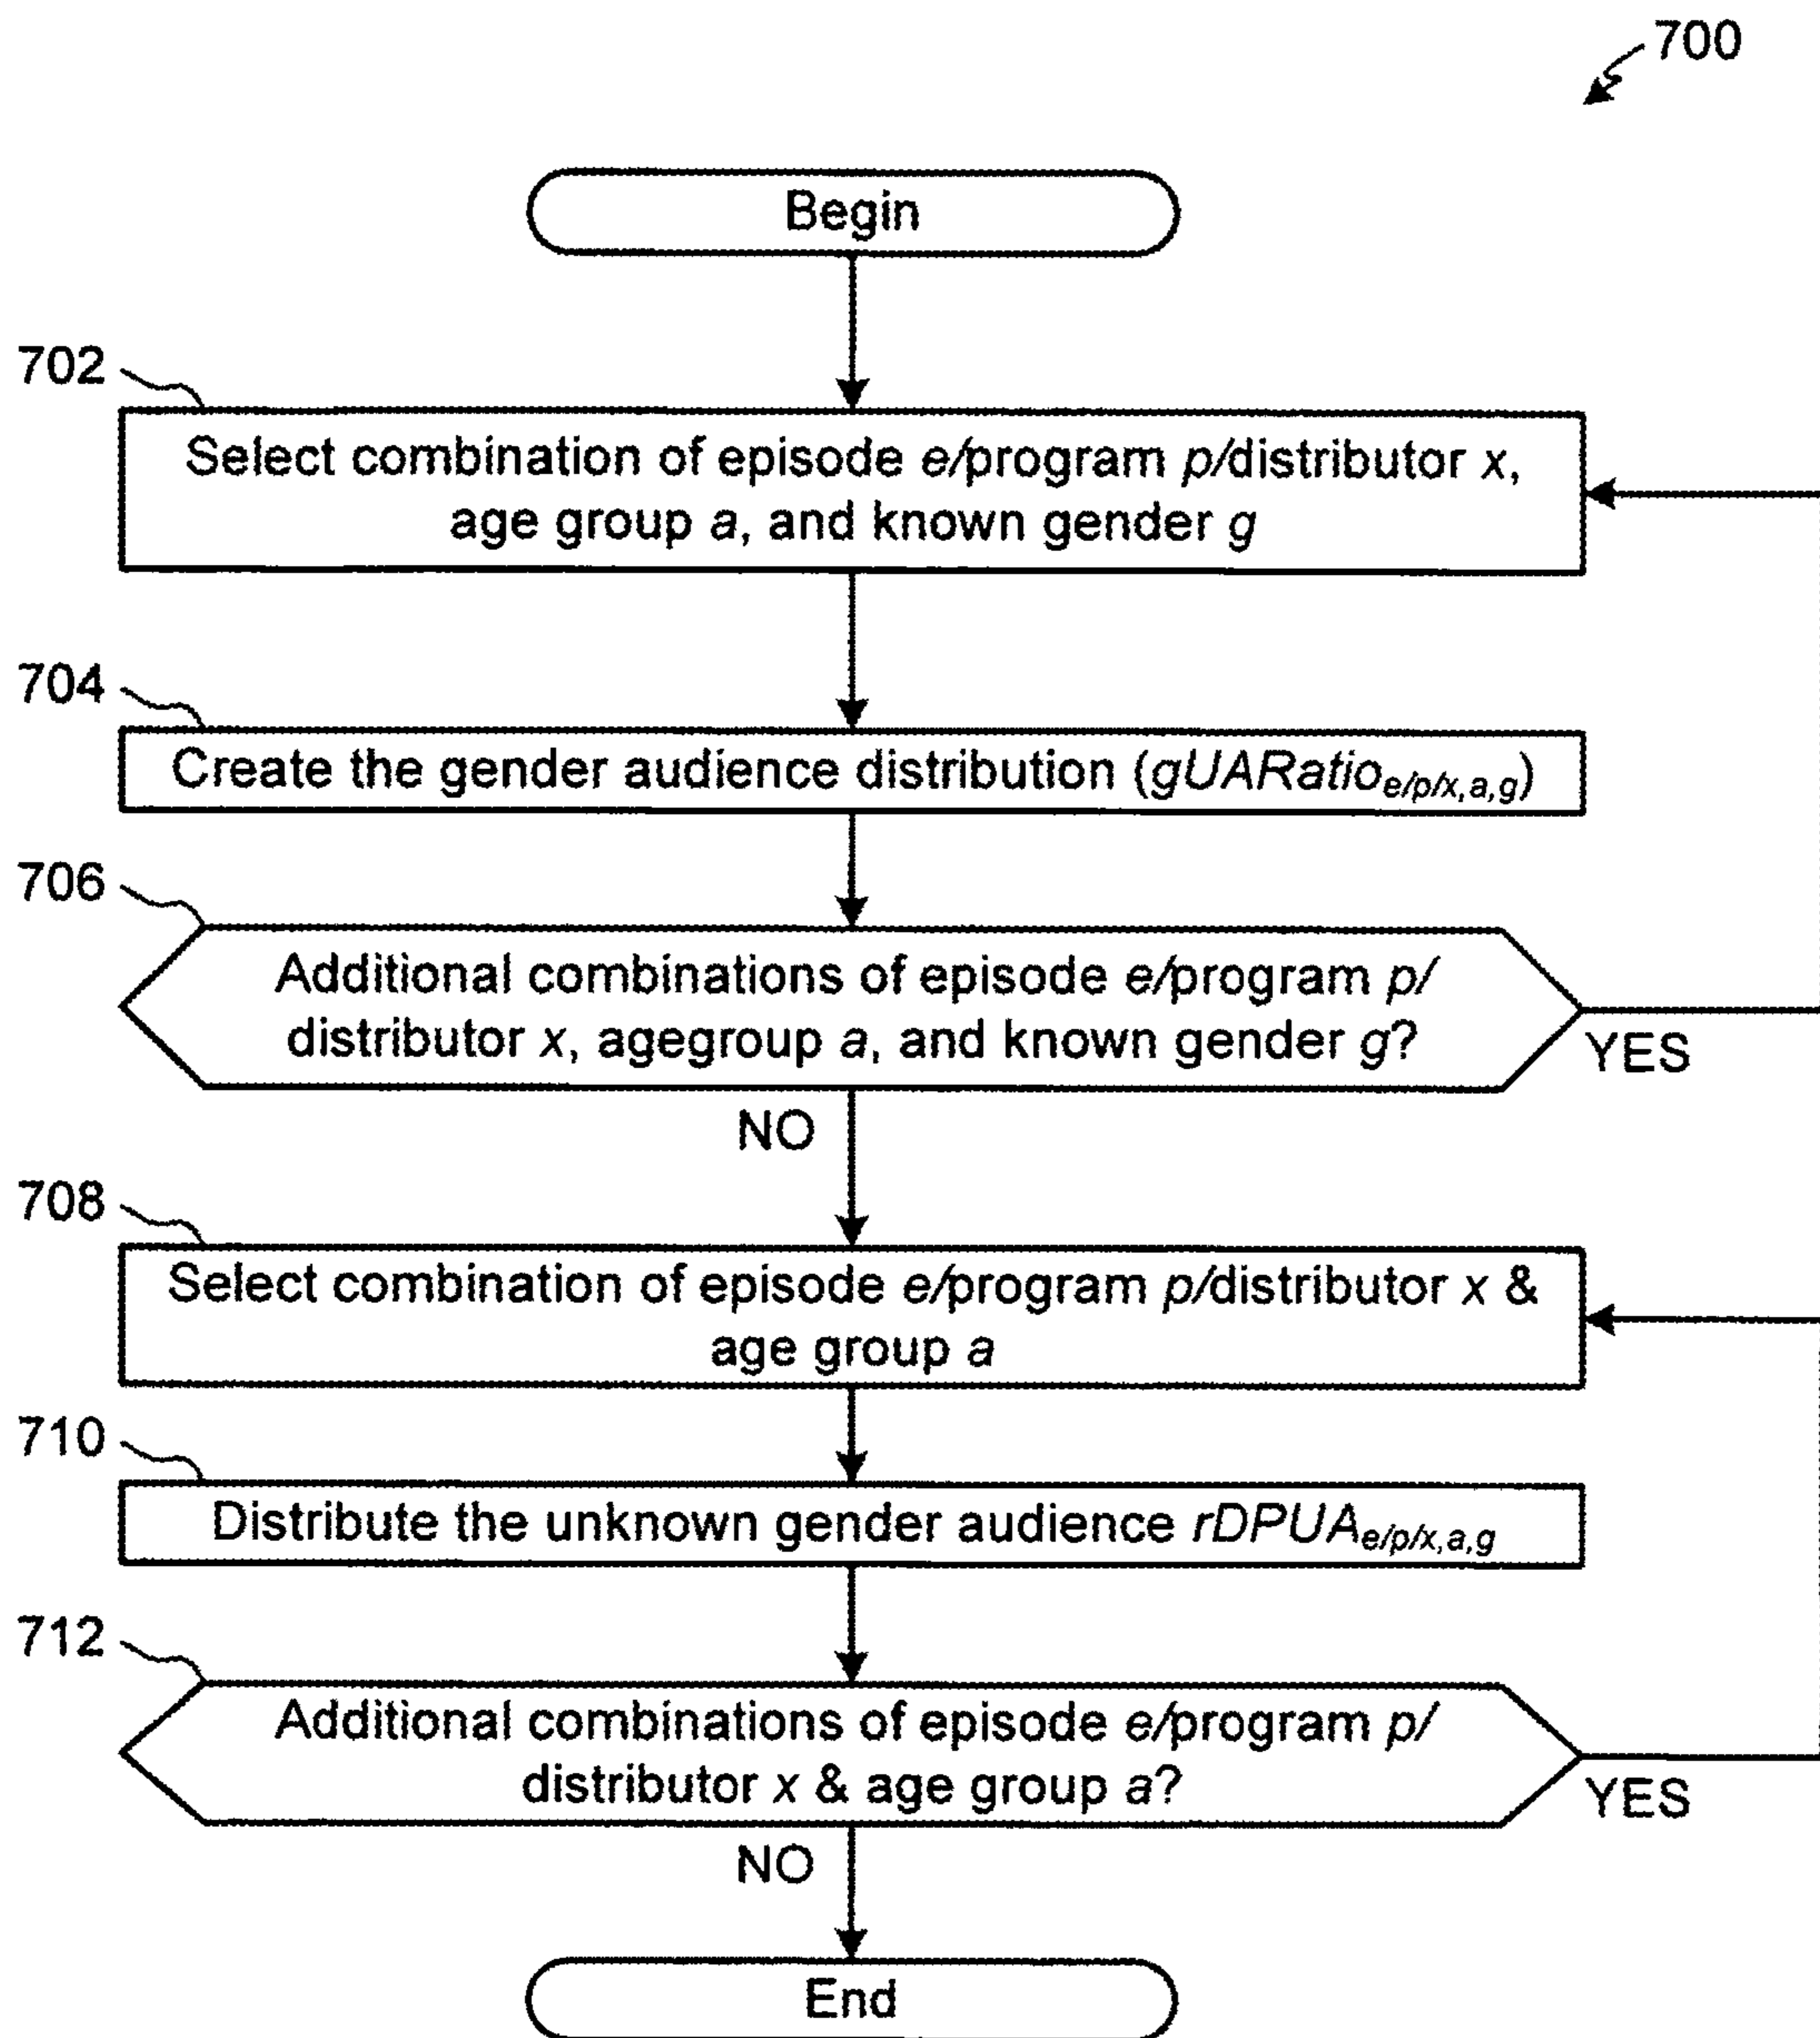 700
Begin
702
Select combination of episode e/program p/distributor x,
age group a, and known gender g
704
Create the gender audience distribution (gUARatio e/p/x,a,g)
706
Additional combinations of episode e/program p/
distributor x, agegroup a, and known gender g?
YES
NO
708
Select combination of episode e/program p/distributor x &
age group a
710
Distribute the unknown gender audience rDPUA e/p/x,a,g
712
Additional combinations of episode e/program p/
distributor x & age group a?
YES
NO
End